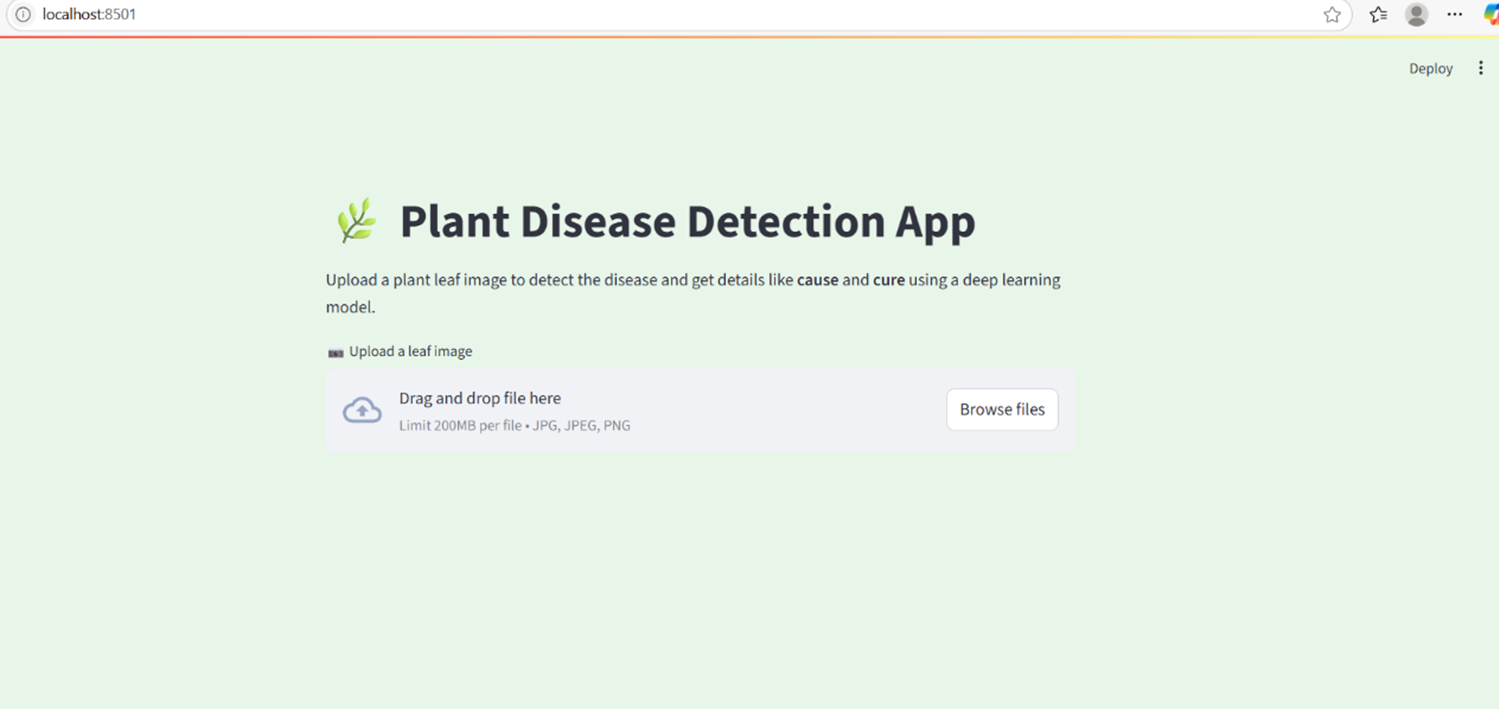 localhost:8501
Deploy
Plant Disease Detection App
Upload a plant leaf image to detect the disease and get details like cause and cure using a deep learning
model.
Upload a leaf image
Drag and drop file here
Limit 200MB per file • JPG, JPEG, PNG
Browse files